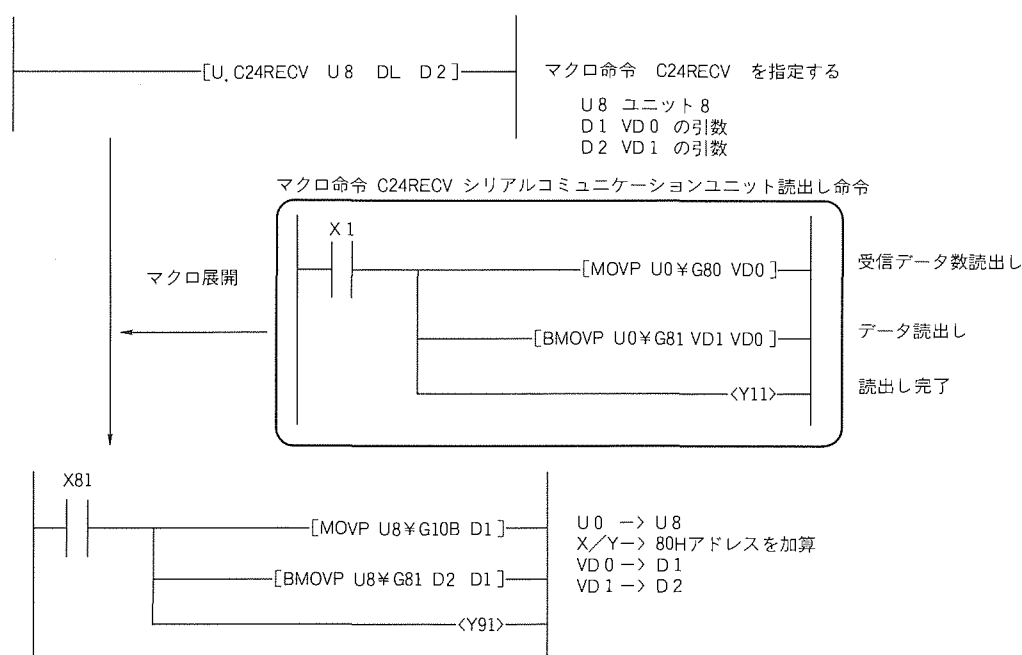 [U. C24RECV U8 DL D2]
マクロ命令 C24RECV を指定する
U8 ユニット8
D1 VD0 の引数
D2 VD1 の引数
マクロ命令 C24RECV シリアルコミュニケーションユニット読出し命令
X1
マクロ展開
[MOVP U0¥G80 VD0]
受信データ数読出し
[BMOVP U0¥G81 VD1 VD0]
データ読出し
<Y11>
読出し完了
X81
[MOVP U8¥G10B D1]
[BMOVP U8¥G81 D2 D1]
<Y91>
U0 -> U8
X/Y-> 80Hアドレスを加算
VD0 -> D1
VD1 -> D2